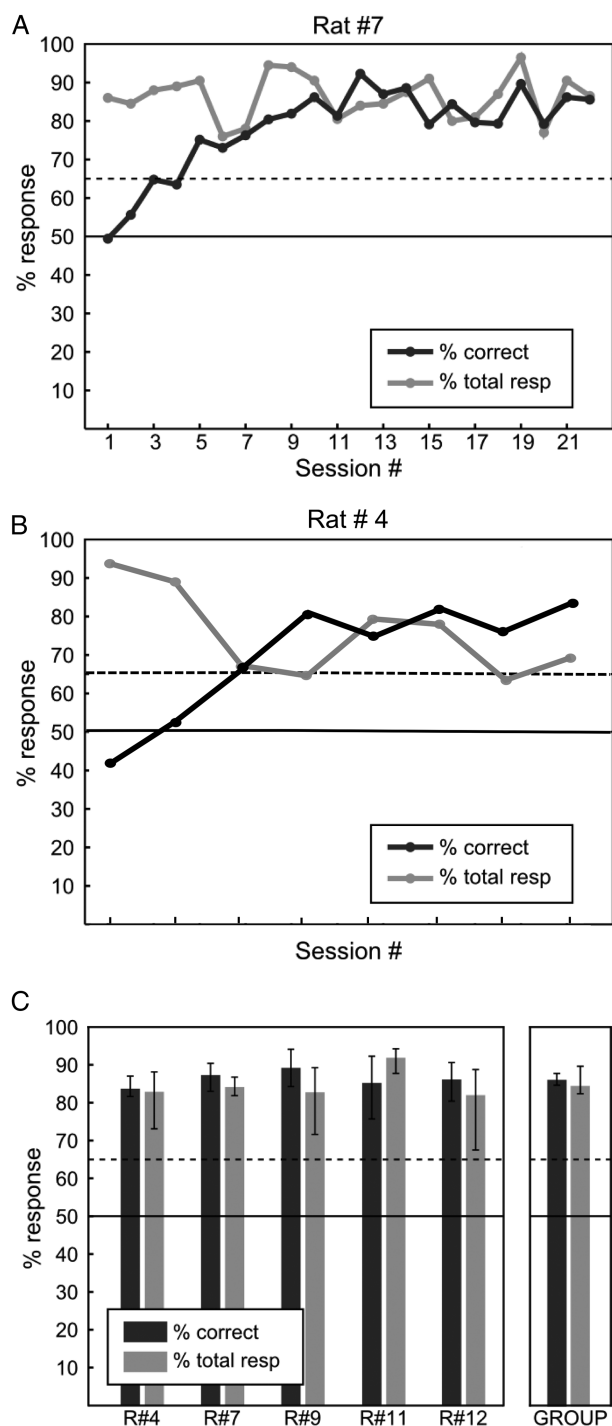 A
Rat #7
100
90
80
70
60
50
40
30
20
10
% response
% correct
% total resp
1 3 5 7 9 11 13 15 17 19 21
Session #
B
Rat # 4
100
90
80
70
60
50
40
30
20
10
% response
% correct
% total resp
Session #
C
100
90
80
70
60
50
40
30
20
10
% response
% correct
% total resp
R#4 R#7 R#9 R#11 R#12 GROUP